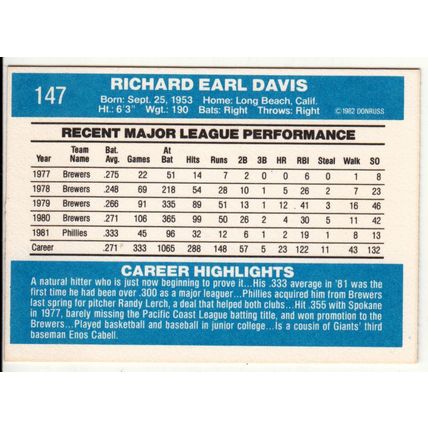 147
RICHARD EARL DAVIS
Born: Sept. 25, 1953 Home: Long Beach, Calif.
Ht.: 6'3" Wgt.: 190 Bats: Right Throws: Right
©1982 DONRUSS
RECENT MAJOR LEAGUE PERFORMANCE
Year Team Name Bat. Avg. Games At Bat Hits Runs 2B 3B HR RBI Steal Walk SO
1977 Brewers .275 22 51 14 7 2 0 0 6 0 1 8
1978 Brewers .248 69 218 54 28 10 1 5 26 2 7 23
1979 Brewers .266 91 335 89 51 13 1 12 41 3 16 46
1980 Brewers .271 106 365 99 50 26 2 4 30 5 11 42
1981 Phillies .333 45 96 32 12 6 1 2 19 1 8 13
Career .271 333 1065 288 148 57 5 23 122 11 43 132
CAREER HIGHLIGHTS
A natural hitter who is just now beginning to prove it...His .333 average in '81 was the
first time he had been over .300 as a major leaguer...Phillies acquired him from Brewers
last spring for pitcher Randy Lerch, a deal that helped both clubs...Hit .355 with Spokane
in 1977, barely missing the Pacific Coast League batting title, and won promotion to the
Brewers...Played basketball and baseball in junior college...Is a cousin of Giants' third
baseman Enos Cabell.